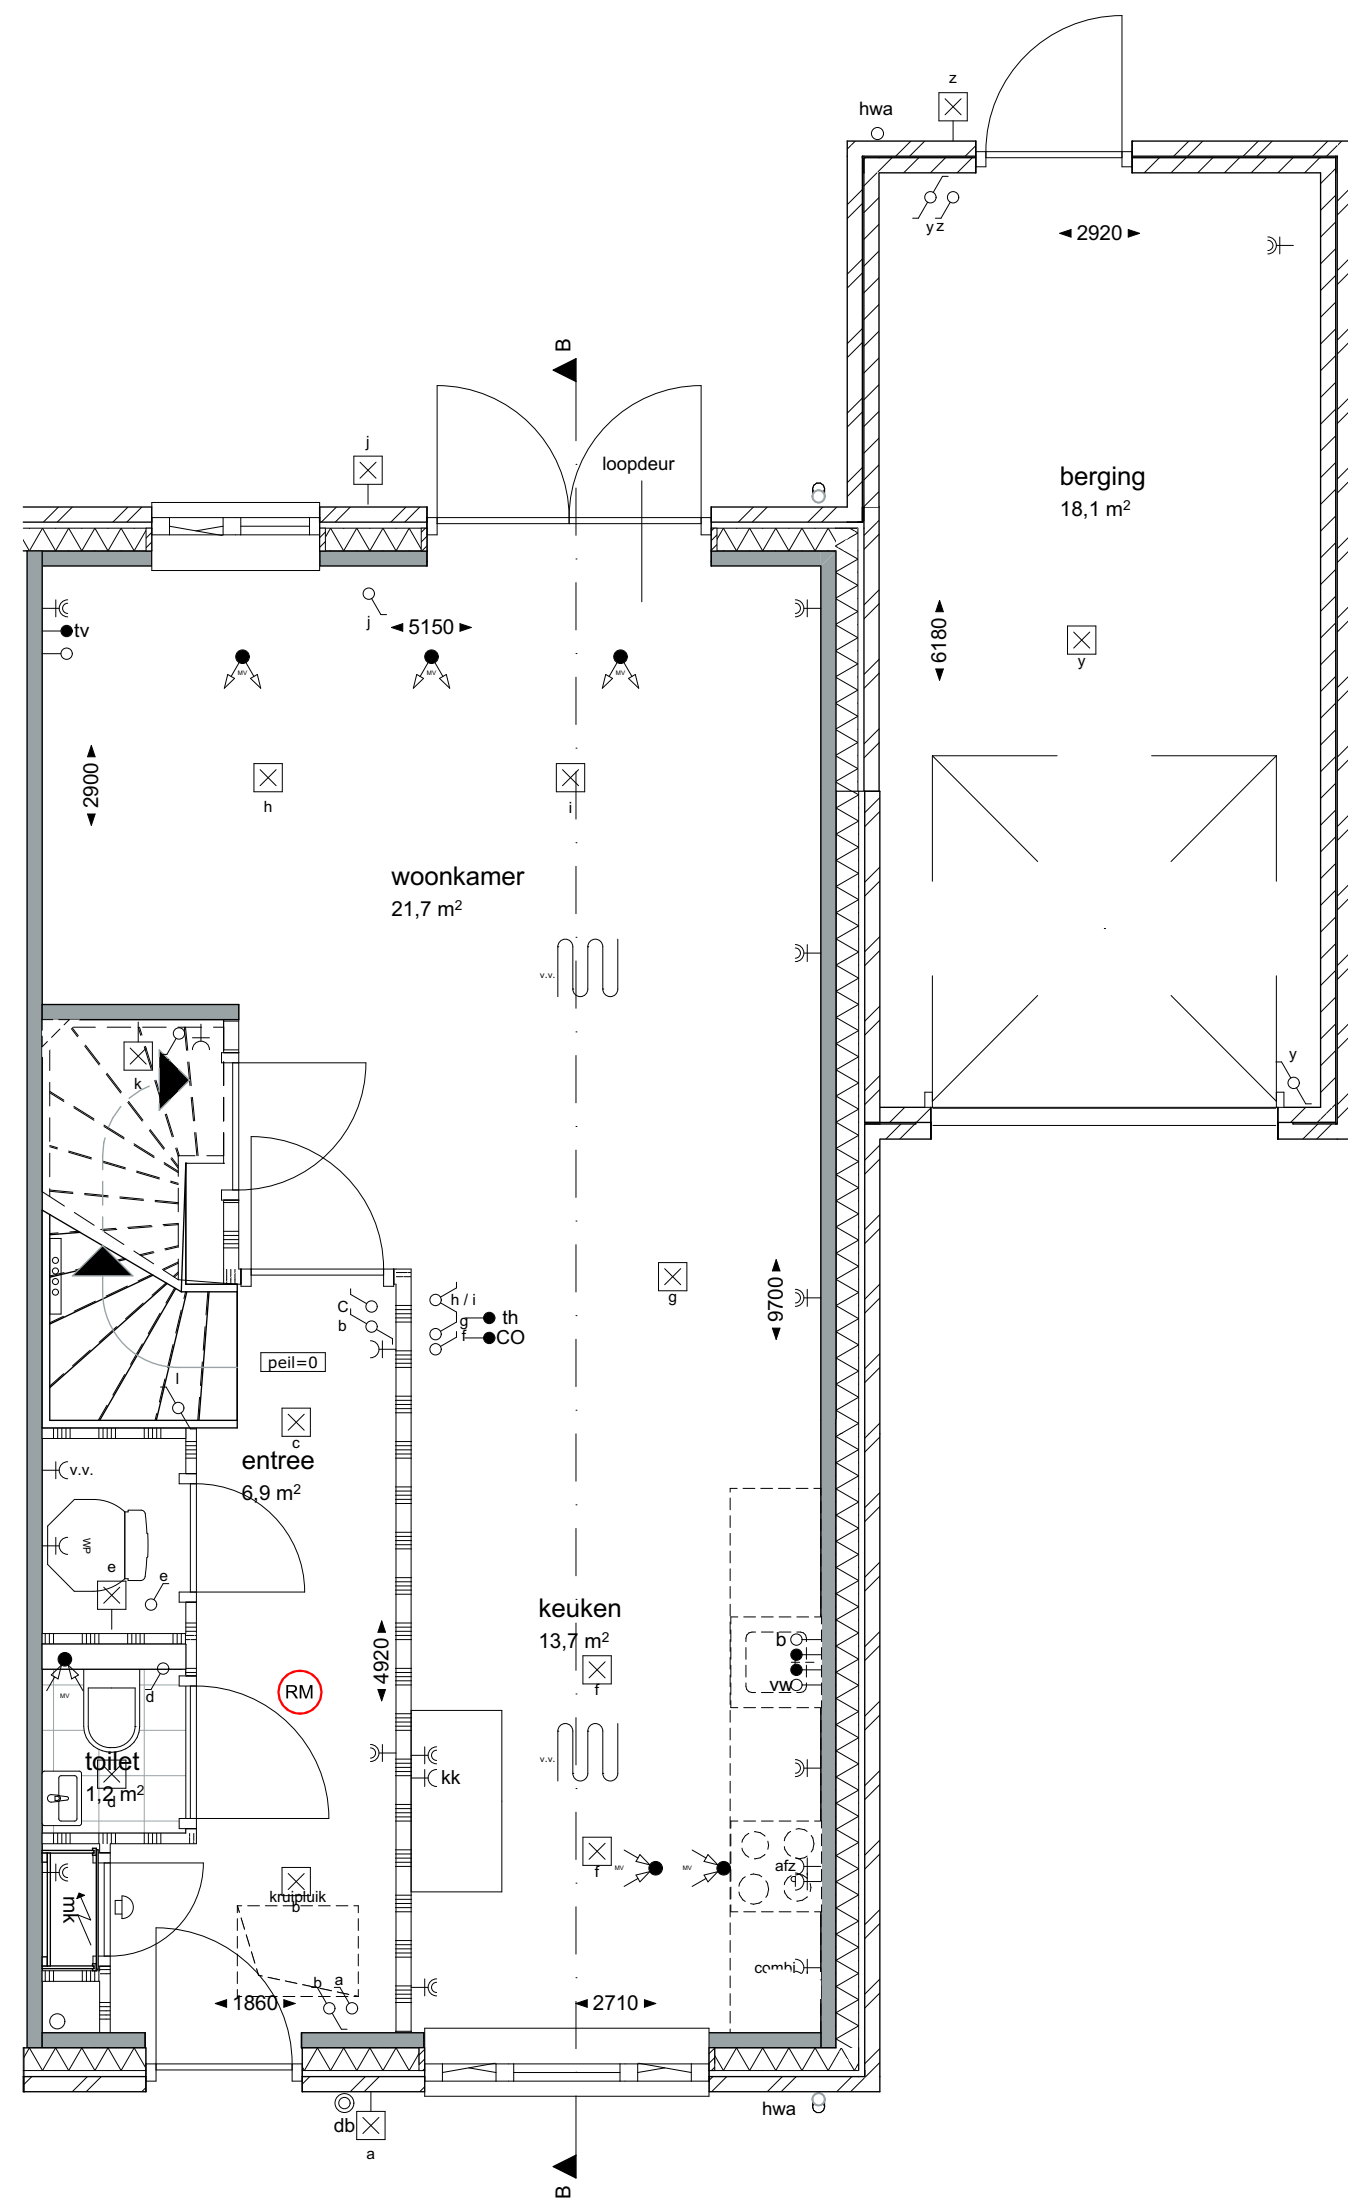 z
hwa
y z
2920
B
loopdeur
j
berging
18,1 m²
tv
j
5150
6180
y
MV
MV
MV
2900
h
i
woonkamer
21,7 m²
v.v.
k
y
g
9700
h / i
C
b
g
th
f
CO
peil=0
l
c
entree
6,9 m²
v.v.
WP
e
e
keuken
13,7 m²
b
vw
f
4920
RM
MV
d
toilet
1,2 m²
d
v.v.
kk
f
MV
MV
afz
mk
kruipluik
b
combi
b
a
1860
2710
db
a
hwa
B